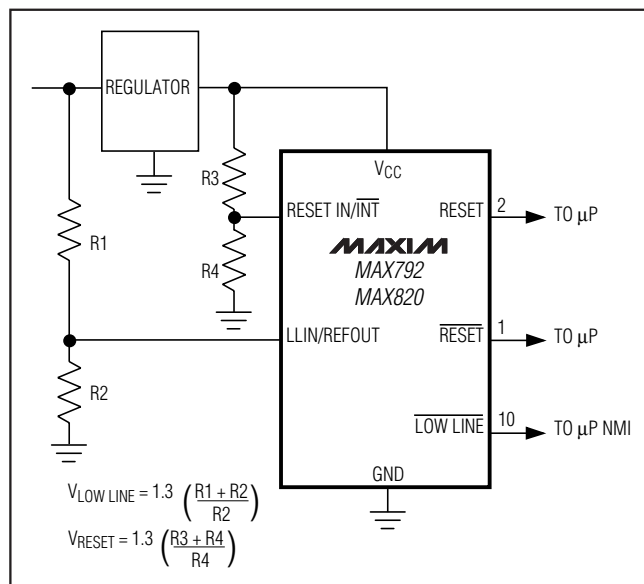 REGULATOR
VCC
R3
RESET IN/INT
RESET
2
TO μP
R1
MAXIM
MAX792
MAX820
R4
LLIN/REFOUT
RESET
1
TO μP
R2
LOW LINE
10
TO μP NMI
GND
VLOW LINE = 1.3 (R1 + R2/R2)
VRESET = 1.3 (R3 + R4/R4)